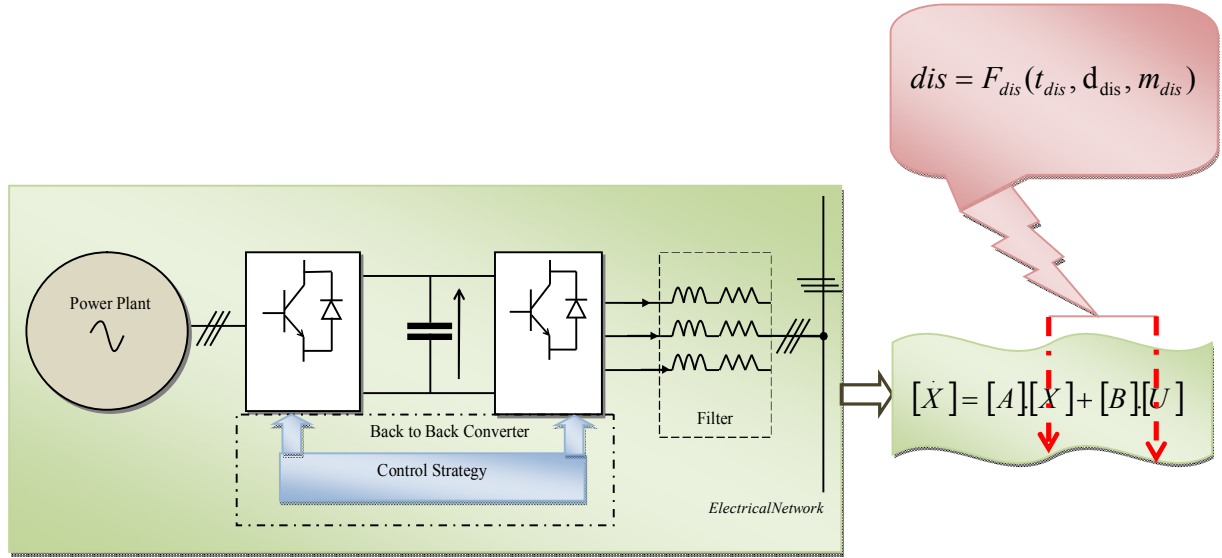 dis = F_dis(t_dis, d_dis, m_dis)
Power Plant
Back to Back Converter
Control Strategy
Filter
ElectricalNetwork
[Ẋ] = [A].[X] + [B].[U]